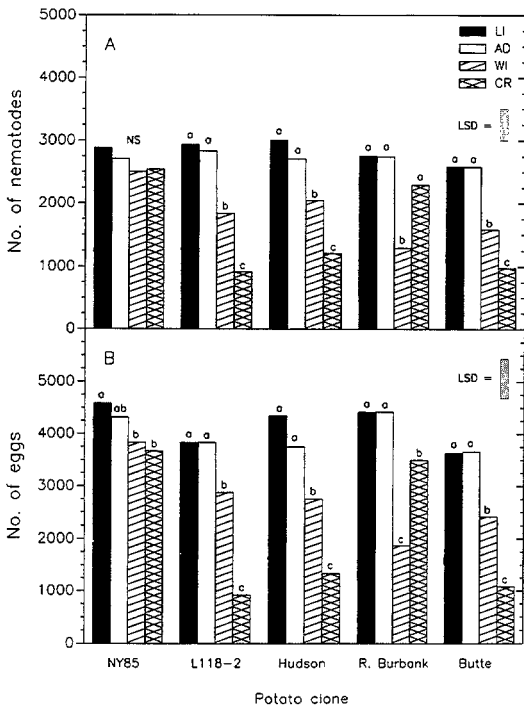 A
LI
AD
WI
CR
LSD =
No. of nematodes
5000
4000
3000
2000
1000
0
NS
a a b c
a a b c
a a b a
a a b c
B
LSD =
No. of eggs
5000
4000
3000
2000
1000
0
a ab b b
a a b c
a a b c
a a c b
a a b c
NY85 L118-2 Hudson R. Burbank Butte
Potato clone